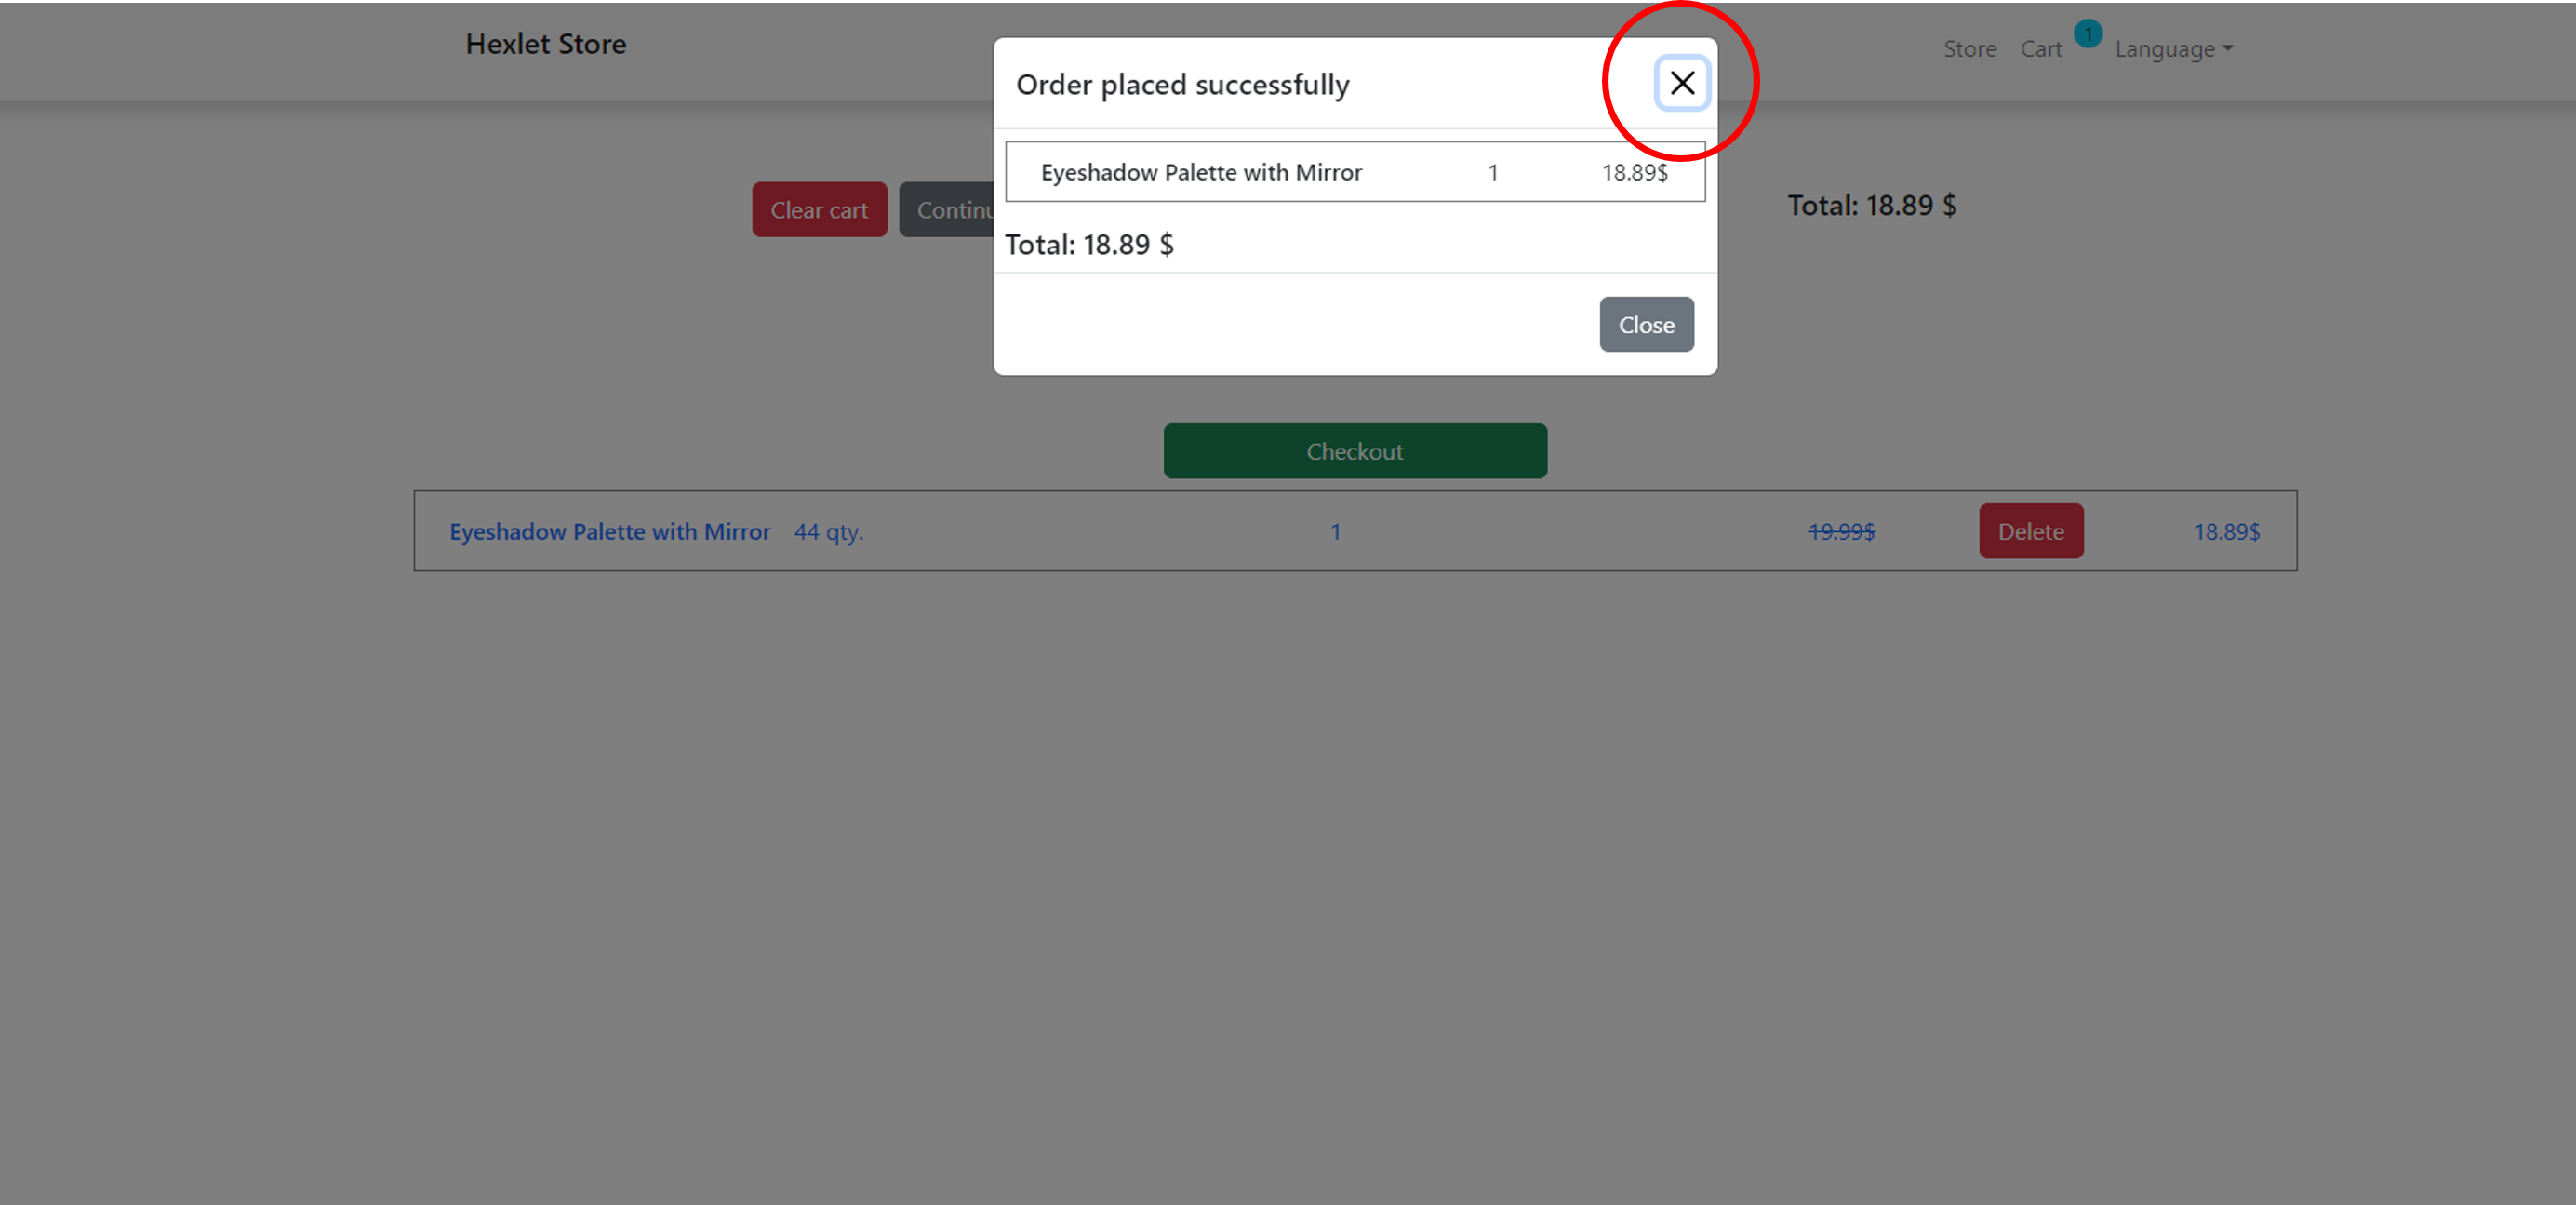 Hexlet Store
Store Cart 1 Language
Order placed successfully
Eyeshadow Palette with Mirror 1 18.89$
Total: 18.89 $
Close
Clear cart Continu
Total: 18.89 $
Checkout
Eyeshadow Palette with Mirror 44 qty. 1 19.99$ Delete 18.89$